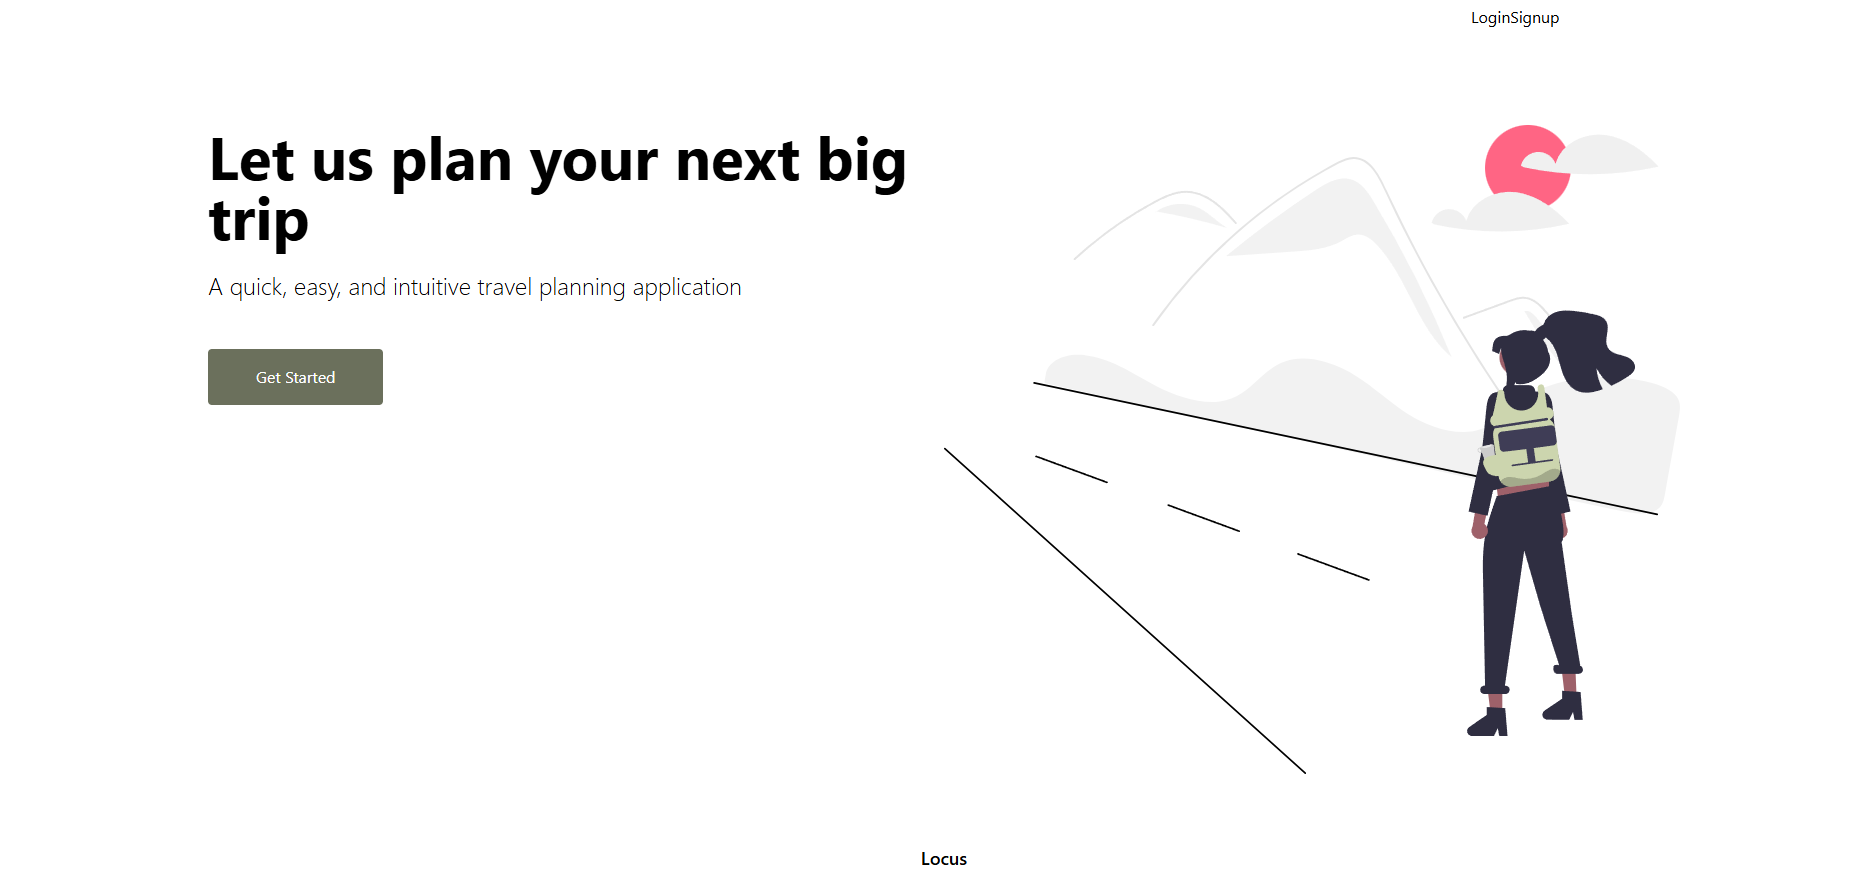 LoginSignup
Let us plan your next big
trip
A quick, easy, and intuitive travel planning application
Get Started
Locus